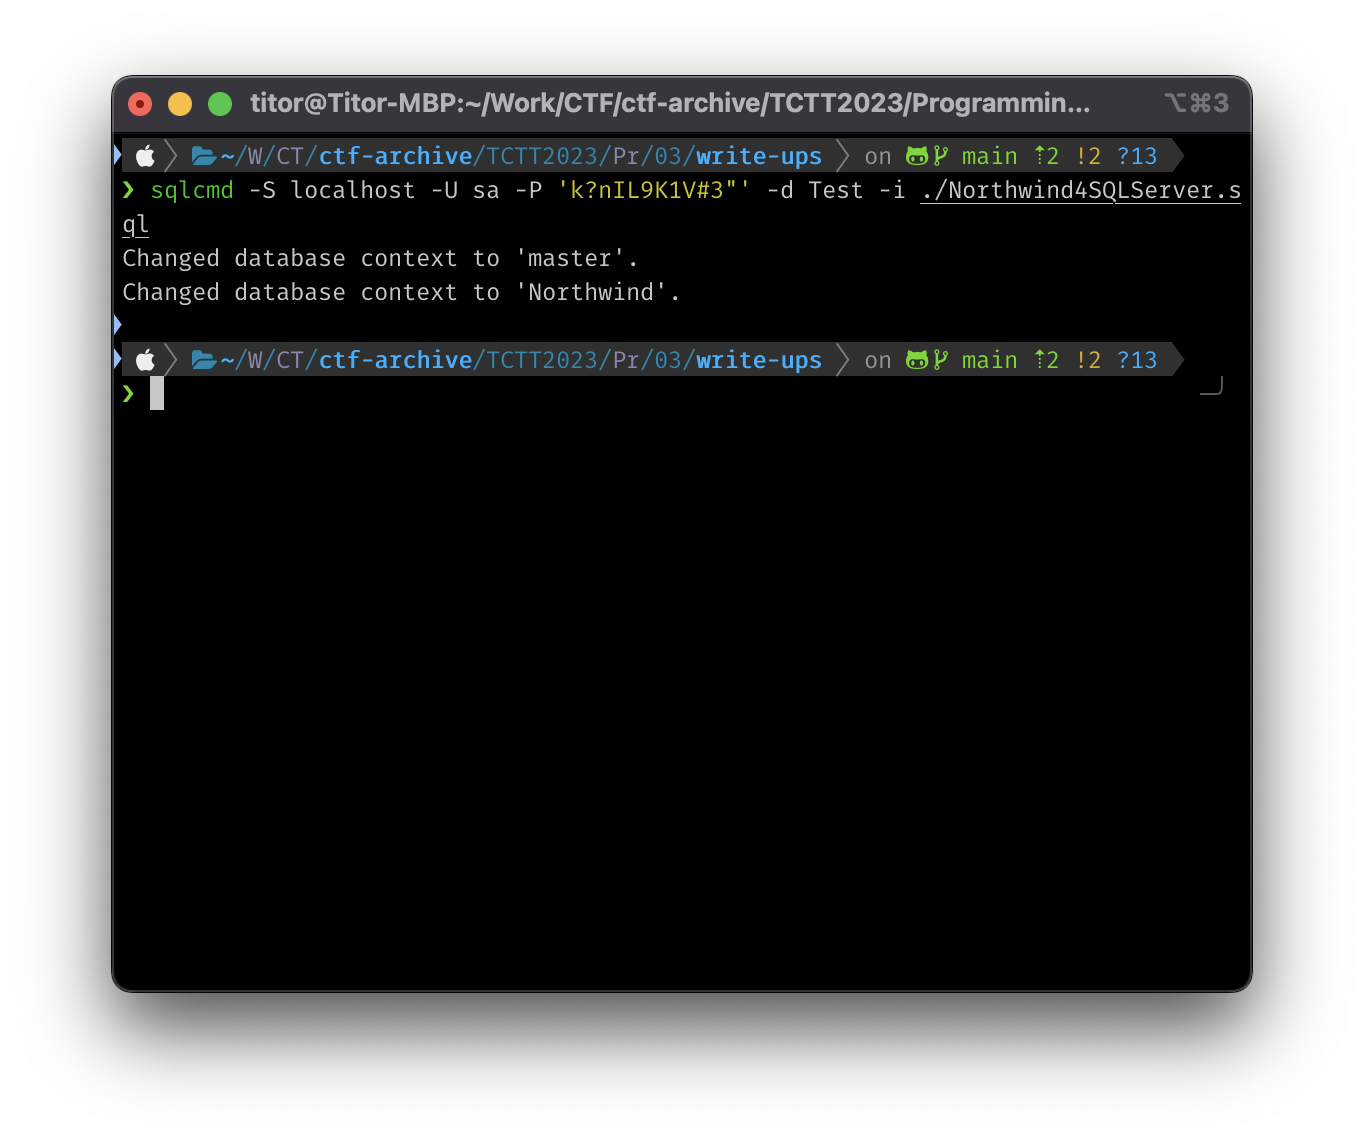 titor@Titor-MBP:~/Work/CTF/ctf-archive/TCTT2023/Programmin... ⌥⌘3
~/W/CT/ctf-archive/TCTT2023/Pr/03/write-ups on main ⇡2 !2 ?13
❯ sqlcmd -S localhost -U sa -P 'k?nIL9K1V#3"' -d Test -i ./Northwind4SQLServer.s
ql
Changed database context to 'master'.
Changed database context to 'Northwind'.
~/W/CT/ctf-archive/TCTT2023/Pr/03/write-ups on main ⇡2 !2 ?13
❯